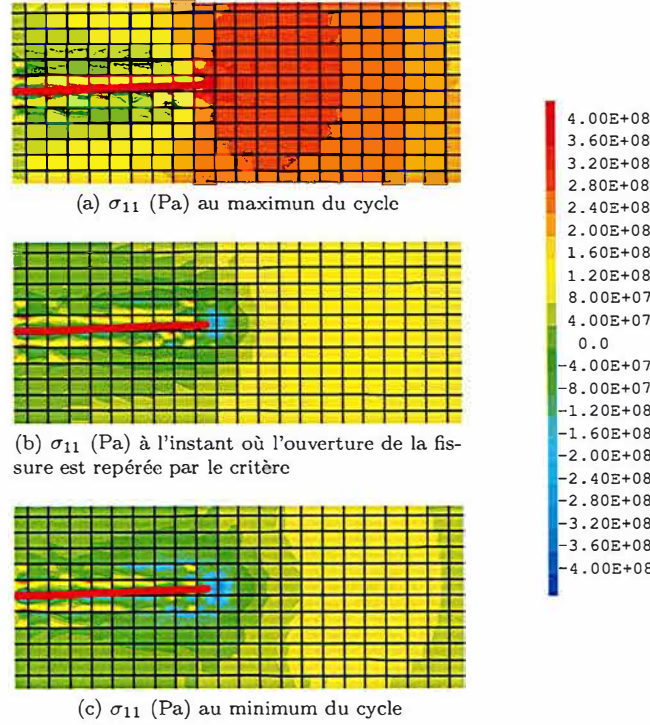 (a) σ11 (Pa) au maximun du cycle
(b) σ11 (Pa) à l'instant où l'ouverture de la fis-
sure est repérée par le critère
(c) σ11 (Pa) au minimum du cycle
4.00E+08
3.60E+08
3.20E+08
2.80E+08
2.40E+08
2.00E+08
1.60E+08
1.20E+08
8.00E+07
4.00E+07
0.0
-4.00E+07
-8.00E+07
-1.20E+08
-1.60E+08
-2.00E+08
-2.40E+08
-2.80E+08
-3.20E+08
-3.60E+08
-4.00E+08